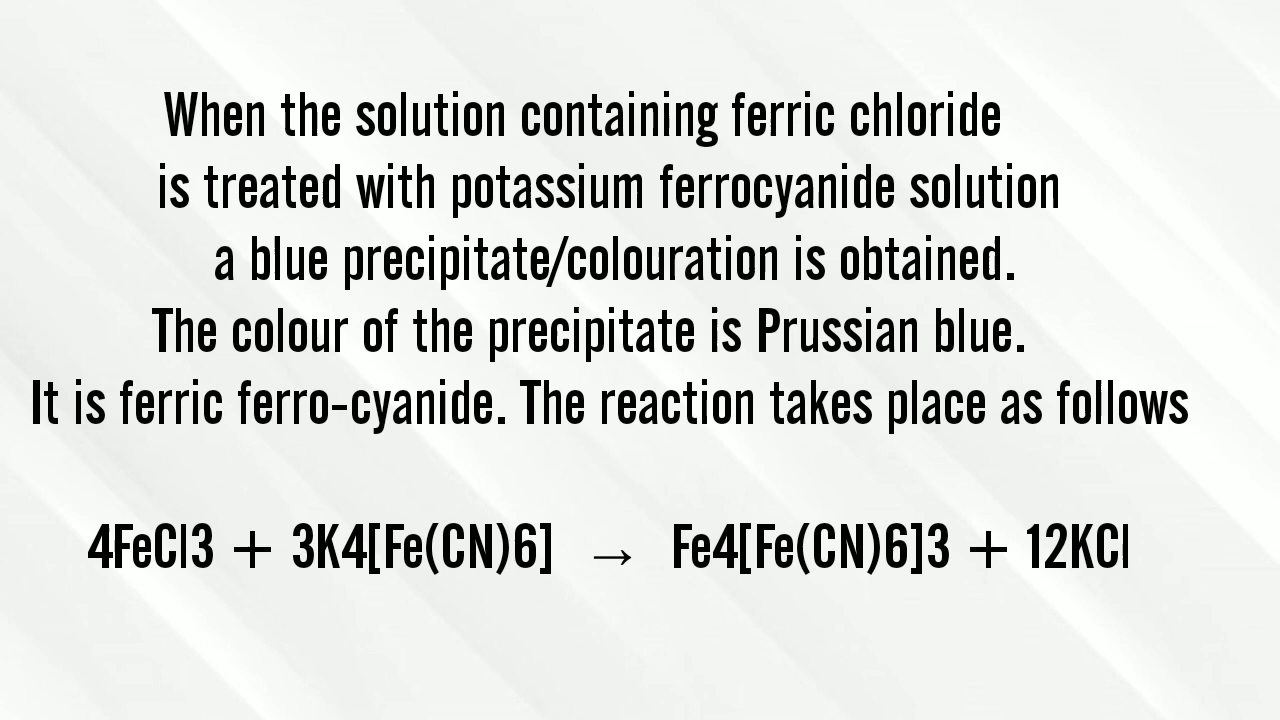 When the solution containing ferric chloride
is treated with potassium ferrocyanide solution
a blue precipitate/colouration is obtained.
The colour of the precipitate is Prussian blue.
It is ferric ferro-cyanide. The reaction takes place as follows
4FeCl3 + 3K4[Fe(CN)6] → Fe4[Fe(CN)6]3 + 12KCl